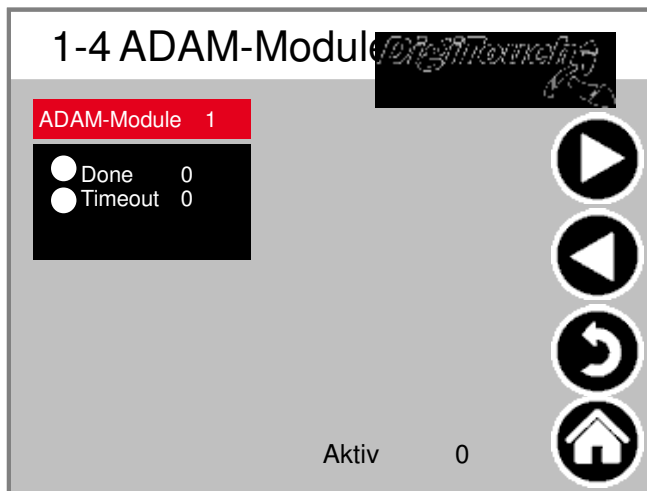 1-4 ADAM-Module
DigiTouch
ADAM-Module 1
Done 0
Timeout 0
Aktiv 0